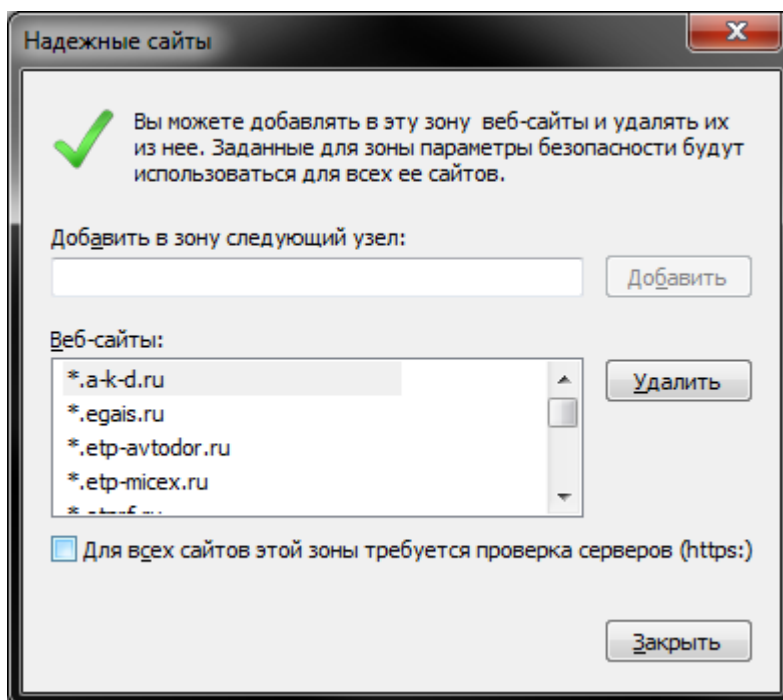 Надежные сайты
Вы можете добавлять в эту зону веб-сайты и удалять их
из нее. Заданные для зоны параметры безопасности будут
использоваться для всех ее сайтов.
Добавить в зону следующий узел:
Добавить
Веб-сайты:
*.a-k-d.ru
Удалить
*.egais.ru
*.etp-avtodor.ru
*.etp-micex.ru
Для всех сайтов этой зоны требуется проверка серверов (https:)
Закрыть